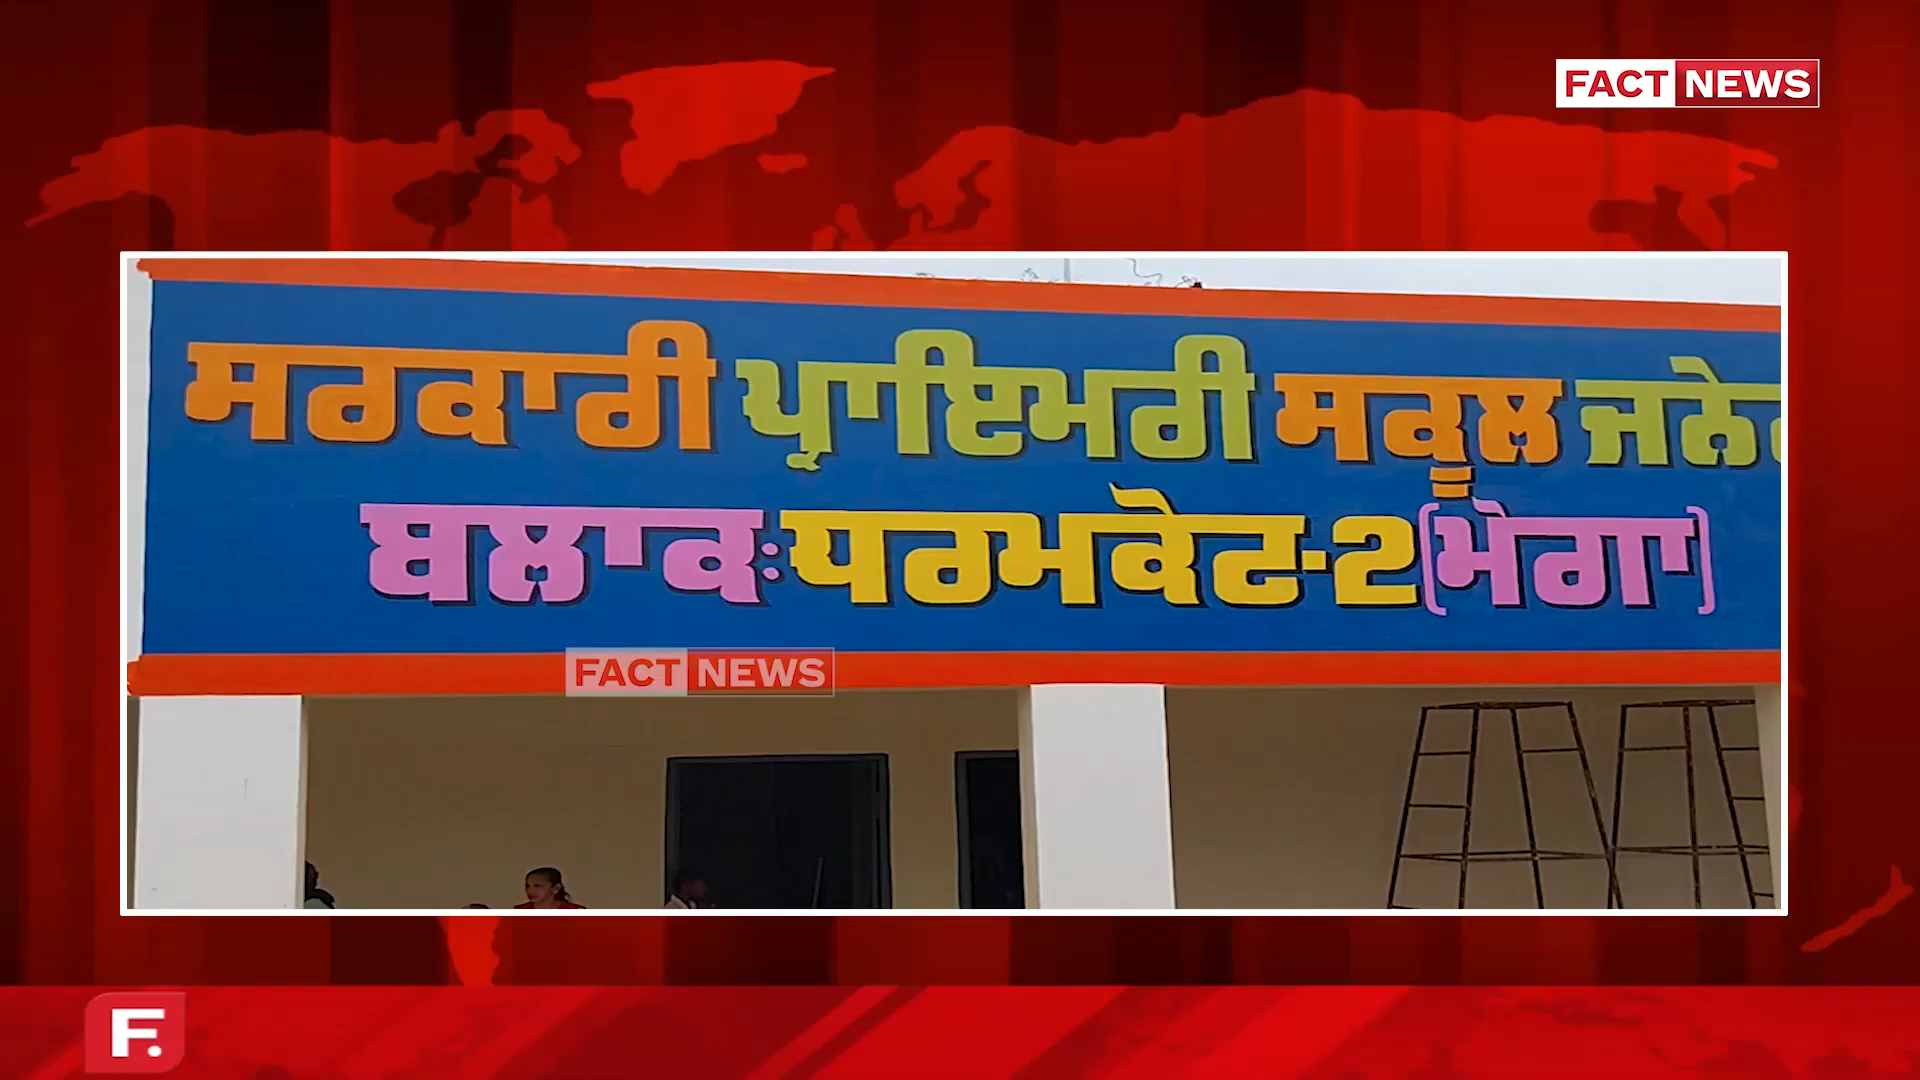 FACT NEWS
ਸਰਕਾਰੀ ਪ੍ਰਾਇਮਰੀ ਸਕੂਲ
ਬਲਾਕ:ਧਰਮਕੋਟ-2(ਮੋਗਾ)
FACT NEWS
F.